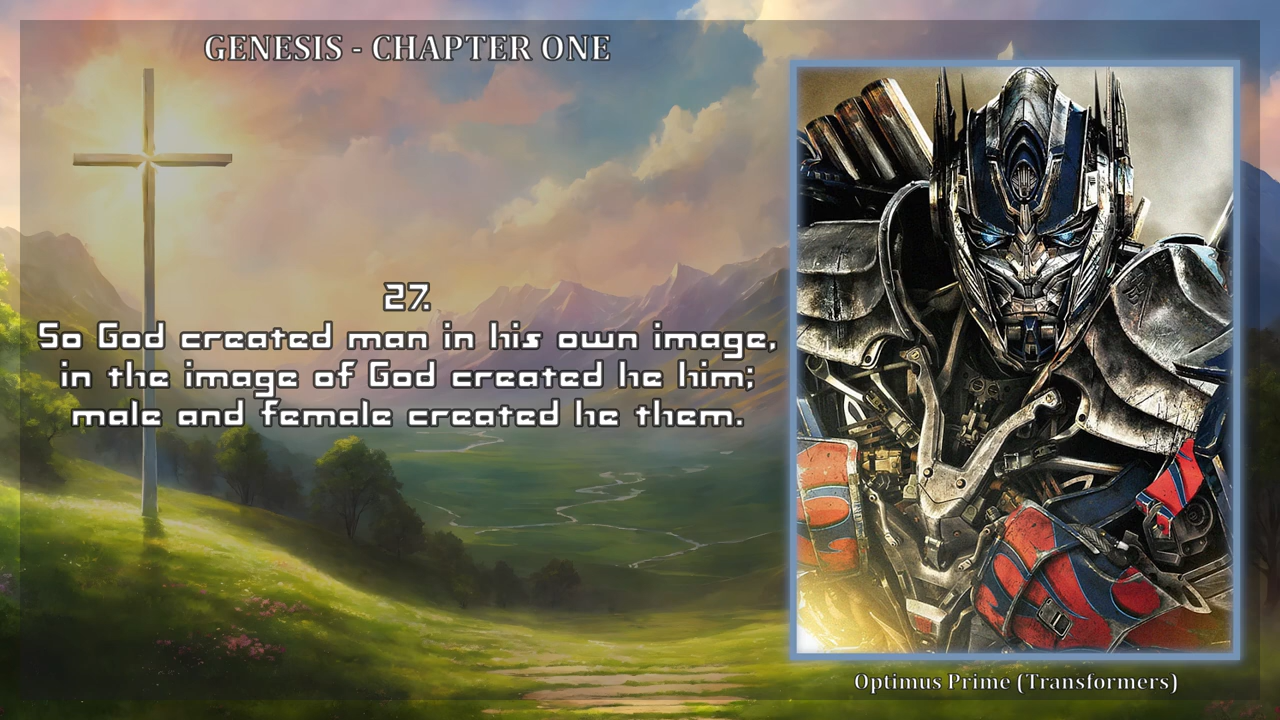 GENESIS - CHAPTER ONE
27.
So God created man in his own image,
in the image of God created he him;
male and female created he them.
Optimus Prime (Transformers)